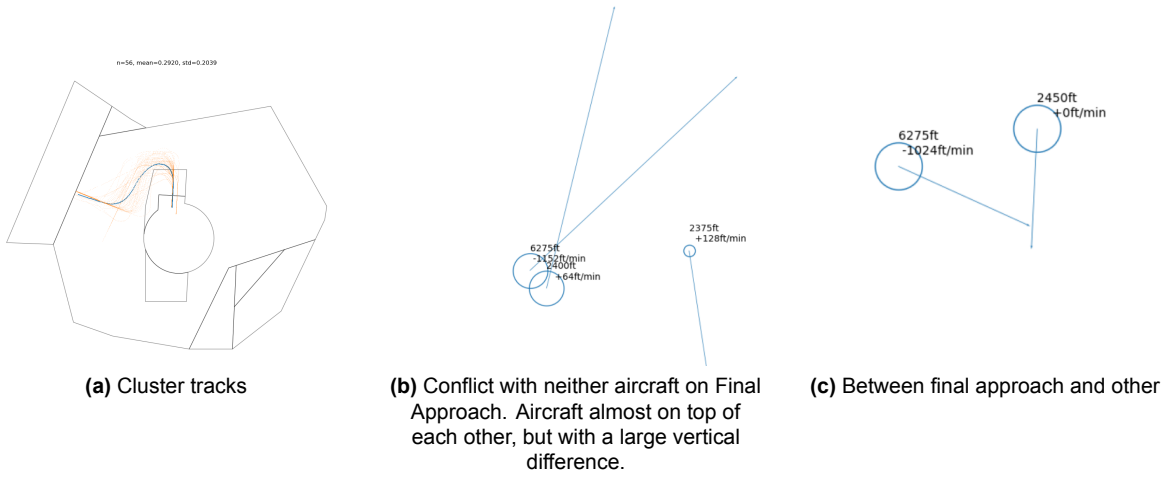 n=56, mean=0.2920, std=0.2039
6275ft
-1152ft/min
2400ft
+64ft/min
2375ft
+128ft/min
6275ft
-1024ft/min
2450ft
+0ft/min
(a) Cluster tracks
(b) Conflict with neither aircraft on Final
Approach. Aircraft almost on top of
each other, but with a large vertical
difference.
(c) Between final approach and other